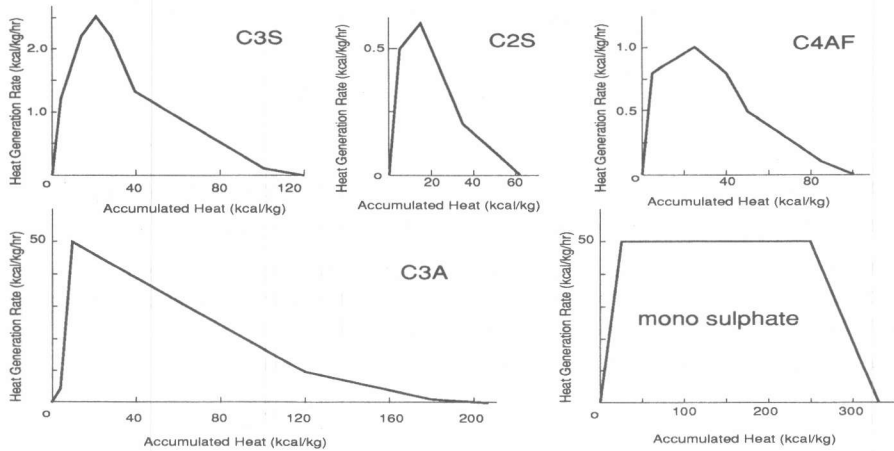 Heat Generation Rate (kcal/kg/hr)
2.0
1.0
0
C3S
40
80
120
Accumulated Heat (kcal/kg)
Heat Generation Rate (kcal/kg/hr)
0.5
0
0
C2S
20
40
60
Accumulated Heat (kcal/kg)
Heat Generation Rate (kcal/kg/hr)
1.0
0.5
0
0
C4AF
40
80
Accumulated Heat (kcal/kg)
Heat Generation Rate (kcal/kg/hr)
50
0
C3A
40
80
120
160
200
Accumulated Heat (kcal/kg)
Heat Generation Rate (kcal/kg/hr)
50
0
mono sulphate
100
200
300
Accumulated Heat (kcal/kg)